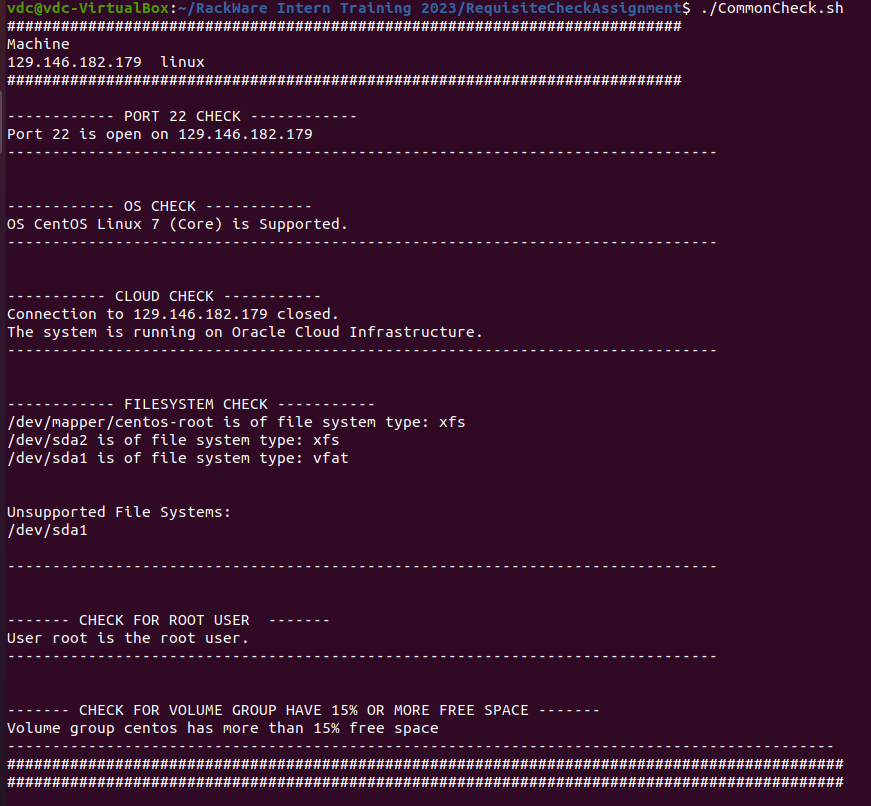 vdc@vdc-VirtualBox:~/RackWare Intern Training 2023/RequisiteCheckAssignment$ ./CommonCheck.sh
###########################################################################
Machine
129.146.182.179  linux
###########################################################################
------------ PORT 22 CHECK ------------
Port 22 is open on 129.146.182.179
-------------------------------------------------------------------------------
------------ OS CHECK ------------
OS CentOS Linux 7 (Core) is Supported.
-------------------------------------------------------------------------------
----------- CLOUD CHECK -----------
Connection to 129.146.182.179 closed.
The system is running on Oracle Cloud Infrastructure.
-------------------------------------------------------------------------------
------------ FILESYSTEM CHECK -----------
/dev/mapper/centos-root is of file system type: xfs
/dev/sda2 is of file system type: xfs
/dev/sda1 is of file system type: vfat
Unsupported File Systems:
/dev/sda1
-------------------------------------------------------------------------------
------- CHECK FOR ROOT USER  -------
User root is the root user.
-------------------------------------------------------------------------------
------- CHECK FOR VOLUME GROUP HAVE 15% OR MORE FREE SPACE -------
Volume group centos has more than 15% free space
--------------------------------------------------------------------------------------------
#############################################################################################
#############################################################################################